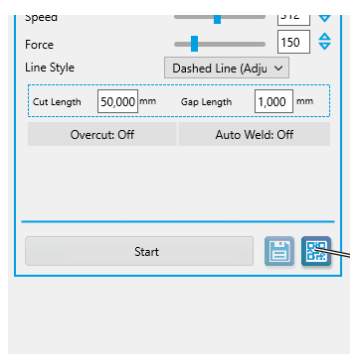 Speed 312
Force 150
Line Style Dashed Line (Adju
Cut Length 50,000 mm Gap Length 1,000 mm
Overcut: Off Auto Weld: Off
Start